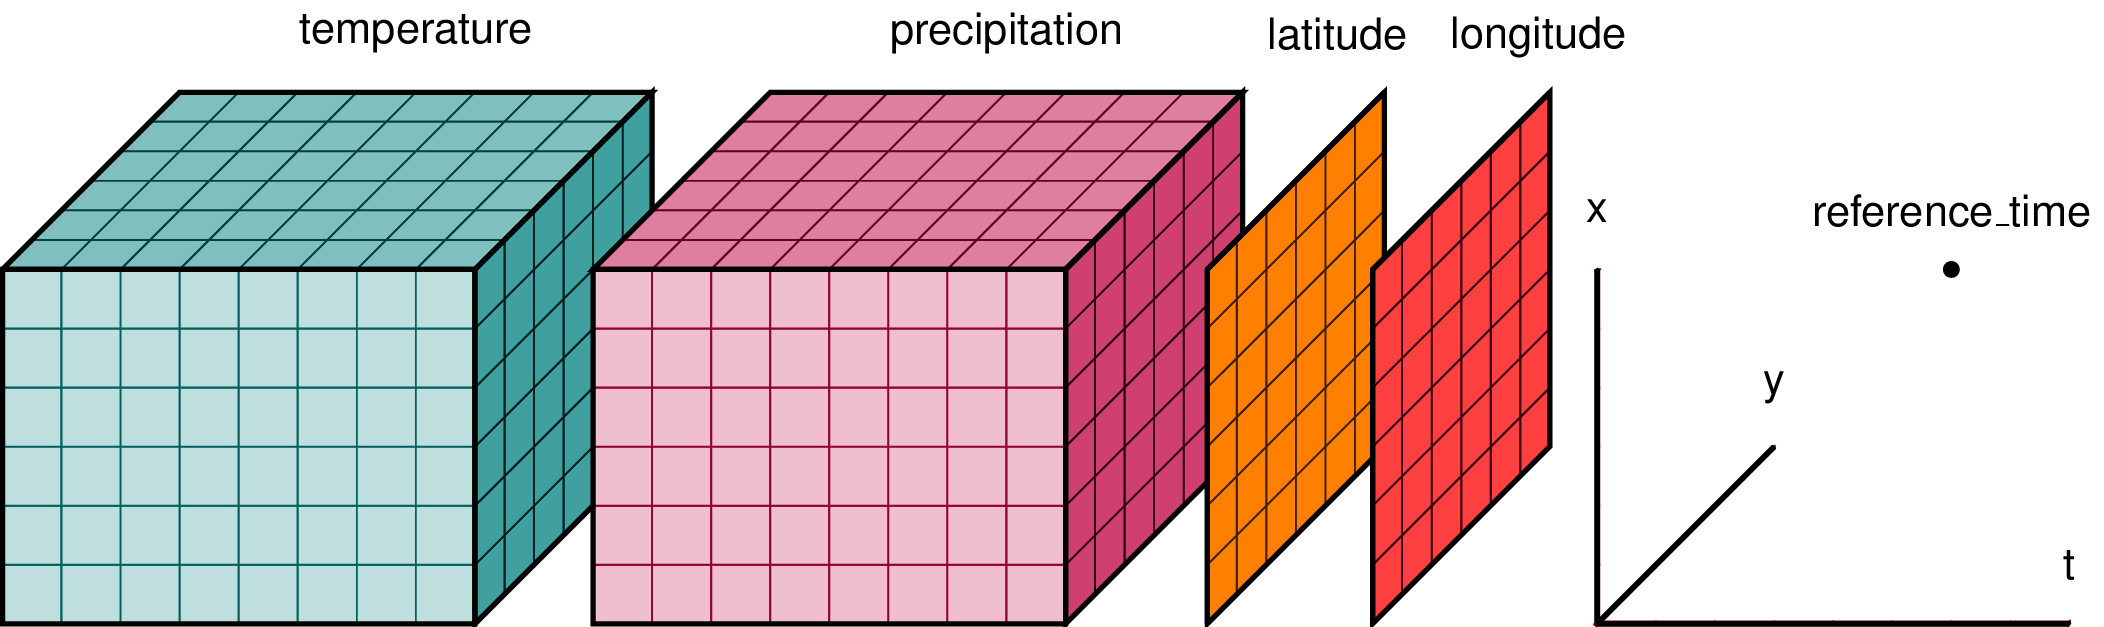 temperature
precipitation
latitude
longitude
x
reference_time
y
t